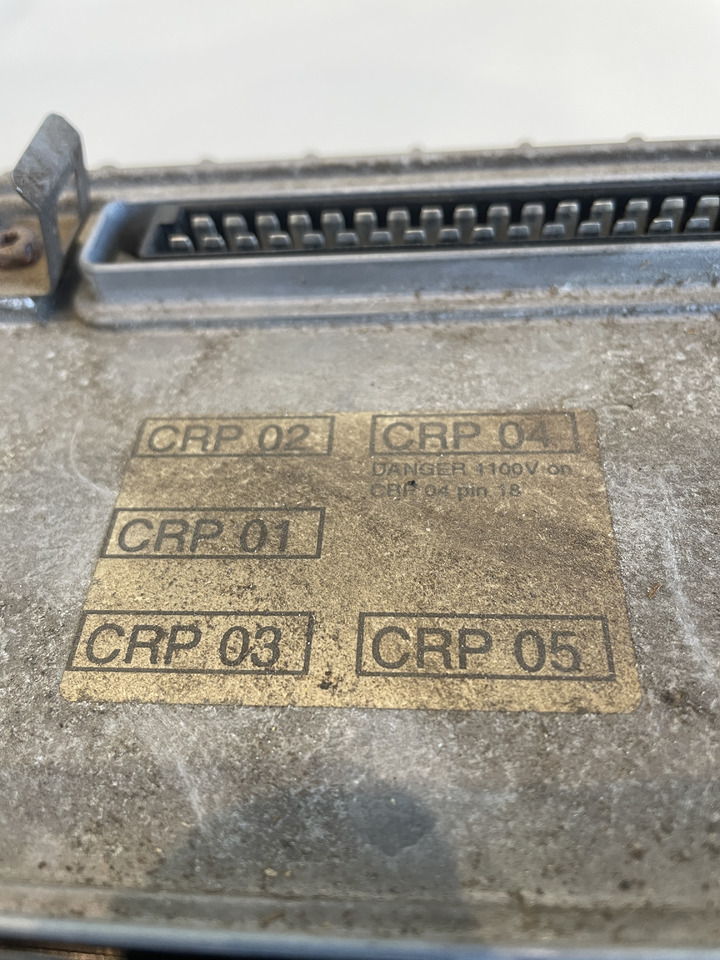 CRP 02
CRP 04
DANGER 1100V on
CRP 04 pin 18
CRP 01
CRP 03
CRP 05